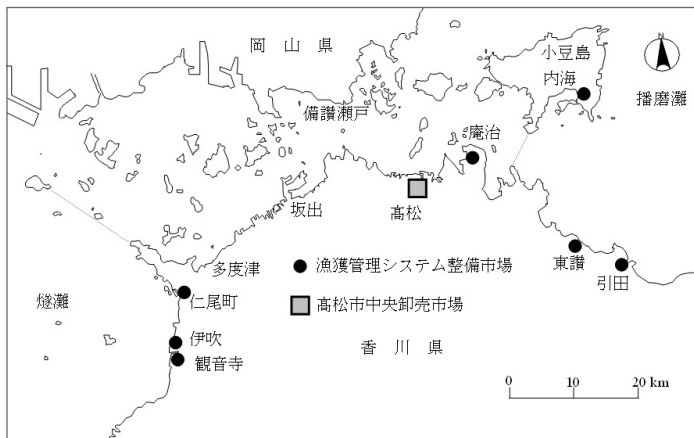 岡山県
小豆島
内海
N
播磨灘
備讃瀬戸
庵治
坂出
高松
東讃
引田
多度津
漁獲管理システム整備市場
燧灘
仁尾町
高松市中央卸売市場
伊吹
観音寺
香川県
0 10 20 km